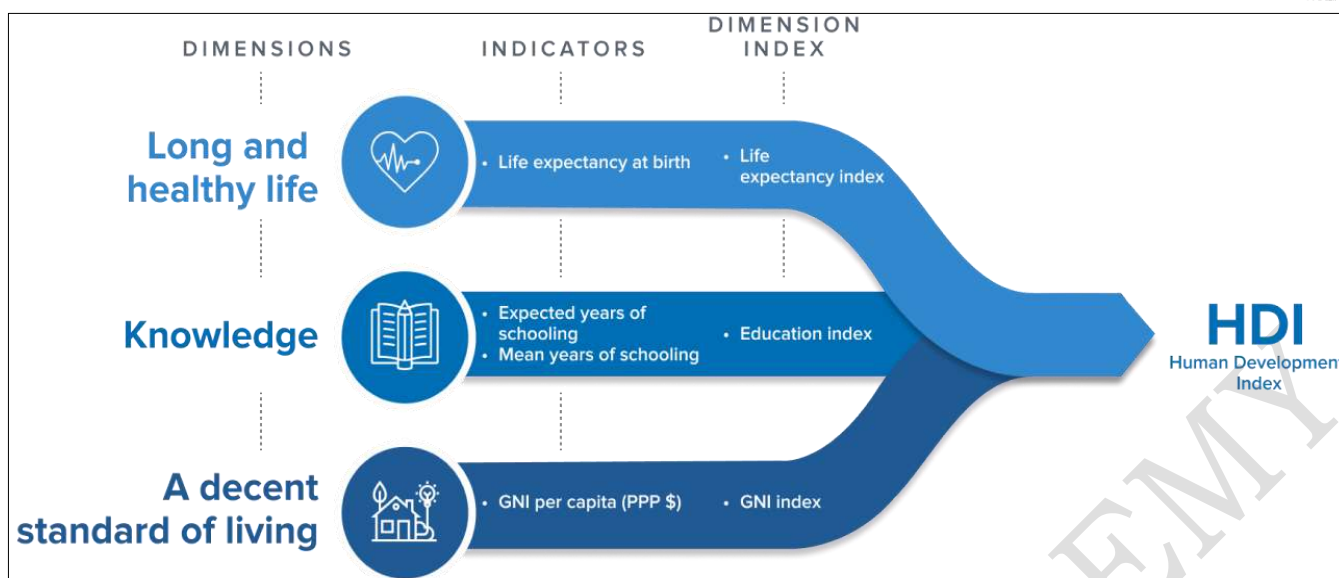 DIMENSIONS
INDICATORS
DIMENSION
INDEX
Long and
healthy life
• Life expectancy at birth
• Life
expectancy index
Knowledge
• Expected years of
schooling
• Mean years of schooling
• Education index
HDI
Human Development
Index
A decent
standard of living
• GNI per capita (PPP $)
• GNI index
EMY